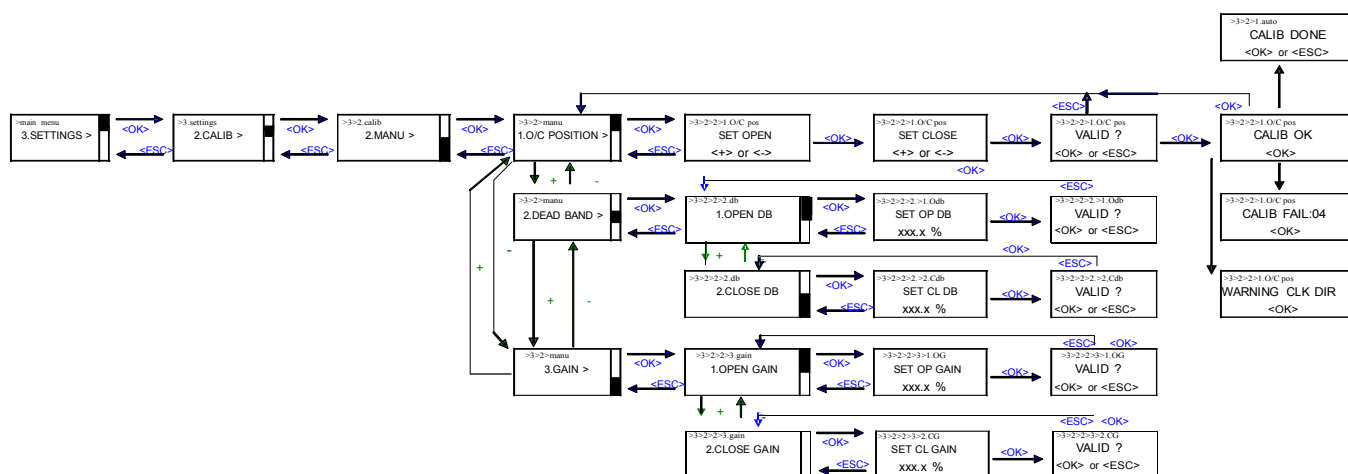 >3>2>1.auto
CALIB DONE
<OK> or <ESC>
>main menu
3.SETTINGS >
<OK>
<ESC>
>3.settings
2.CALIB >
<OK>
<ESC>
>3>2.calib
2.MANU >
<OK>
<ESC>
>3>2>manu
1.O/C POSITION >
<OK>
<ESC>
>3>2>2>1.O/C pos
SET OPEN
<+> or <->
<OK>
>3>2>2>1.O/C pos
SET CLOSE
<+> or <->
<OK>
<ESC>
>3>2>2>1.O/C pos
VALID ?
<OK> or <ESC>
<OK>
<OK>
>3>2>2>1.O/C pos
CALIB OK
<OK>
+
-
>3>2>manu
2.DEAD BAND >
<OK>
<ESC>
>3>2>2>2.db
1.OPEN DB
<OK>
<ESC>
>3>2>2>2.>1.Odb
SET OP DB
xxx.x %
<OK>
<OK>
<ESC>
>3>2>2>2.>1.Odb
VALID ?
<OK> or <ESC>
>3>2>2>1.O/C pos
CALIB FAIL:04
<OK>
+
-
+
-
+
>3>2>2>2.db
2.CLOSE DB
<OK>
<ESC>
>3>2>2>2.>2.Cdb
SET CL DB
xxx.x %
<OK>
<OK>
<ESC>
>3>2>2>2.>2,Cdb
VALID ?
<OK> or <ESC>
>3>2>2>1.O/C pos
WARNING CLK DIR
<OK>
>3>2>manu
3.GAIN >
<OK>
<ESC>
>3>2>2>3.gain
1.OPEN GAIN
<OK>
<ESC>
>3>2>2>3>1.OG
SET OP GAIN
xxx.x %
<OK>
<ESC> <OK>
>3>2>2>3>1.OG
VALID ?
<OK> or <ESC>
+
-
>3>2>2>3.gain
2.CLOSE GAIN
<OK>
<ESC>
>3>2>2>3>2.CG
SET CL GAIN
xxx.x %
<OK>
<ESC> <OK>
>3>2>2>3>2.CG
VALID ?
<OK> or <ESC>